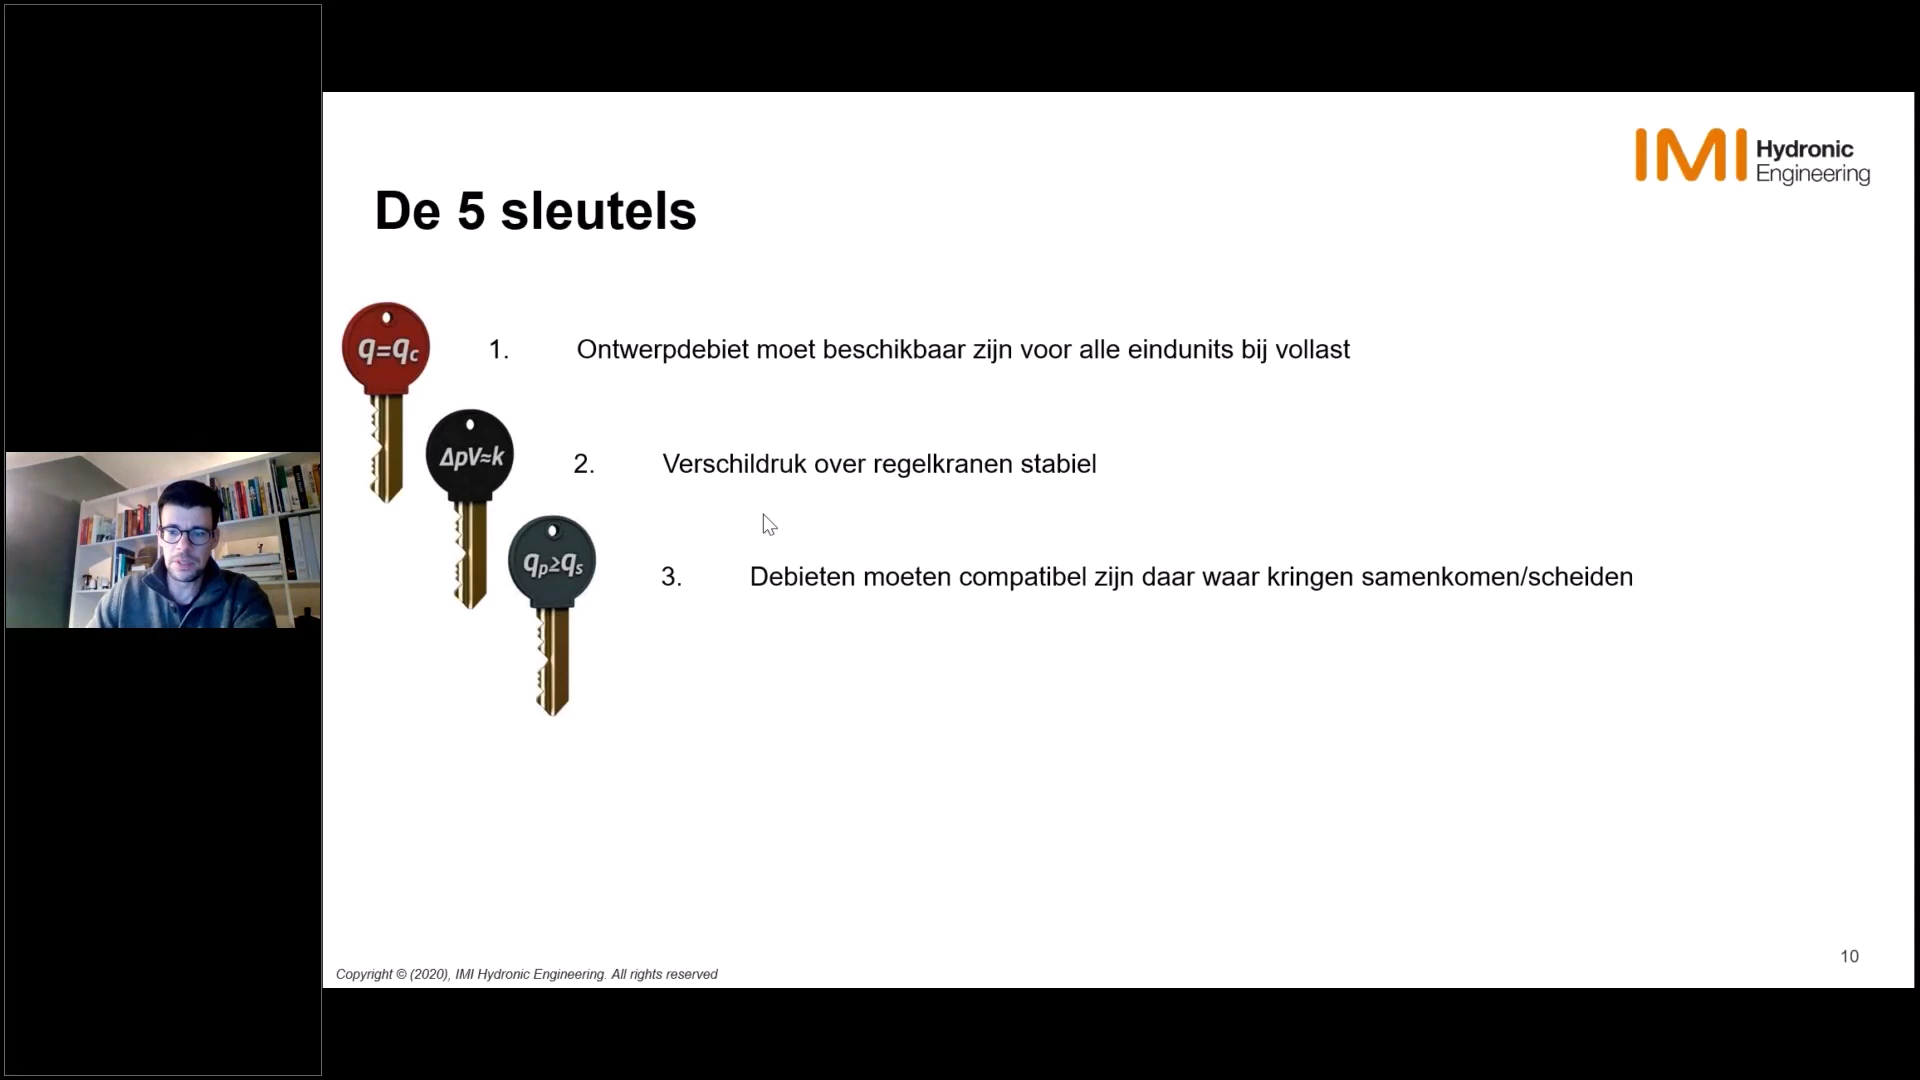 IMI Hydronic
Engineering
De 5 sleutels
q=qc
1. Ontwerpdebiet moet beschikbaar zijn voor alle eindunits bij vollast
ΔpV≈k
2. Verschildruk over regelkranen stabiel
qp≥qs
3. Debieten moeten compatibel zijn daar waar kringen samenkomen/scheiden
10
Copyright © (2020), IMI Hydronic Engineering. All rights reserved